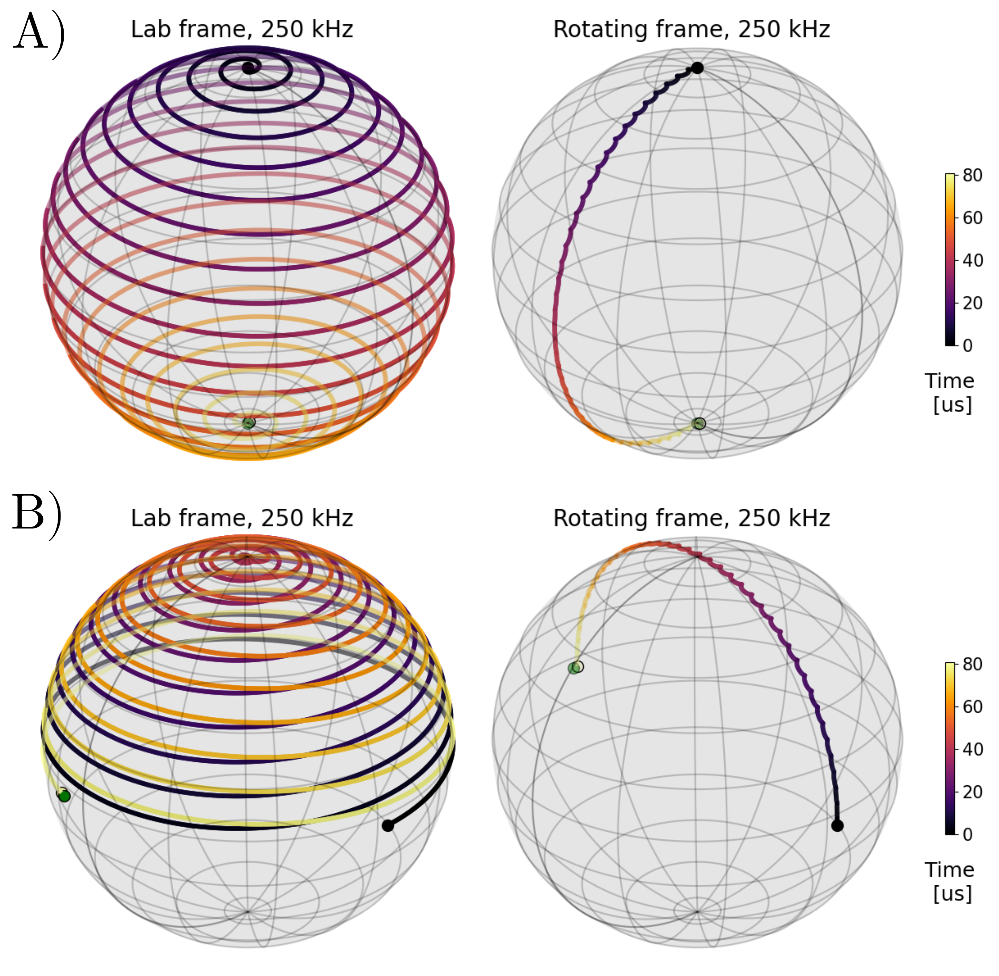 A)
Lab frame, 250 kHz
Rotating frame, 250 kHz
80
60
40
20
0
Time
[us]
B)
Lab frame, 250 kHz
Rotating frame, 250 kHz
80
60
40
20
0
Time
[us]